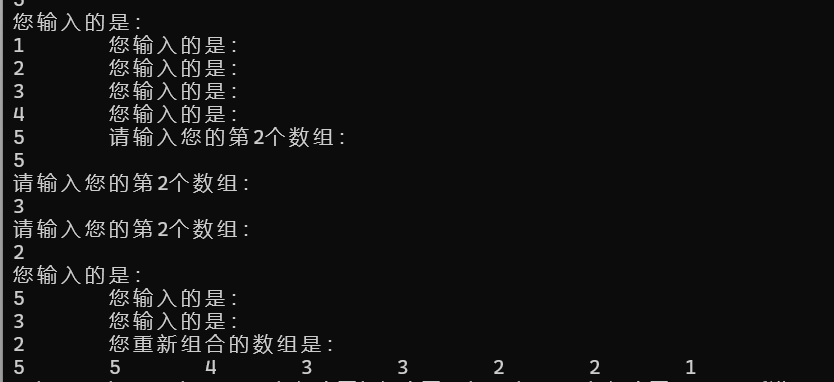 您输入的是:
1 您输入的是:
2 您输入的是:
3 您输入的是:
4 您输入的是:
5 请输入您的第2个数组:
5
请输入您的第2个数组:
3
请输入您的第2个数组:
2
您输入的是:
5 您输入的是:
3 您输入的是:
2 您重新组合的数组是:
5 5 4 3 3 2 2 1